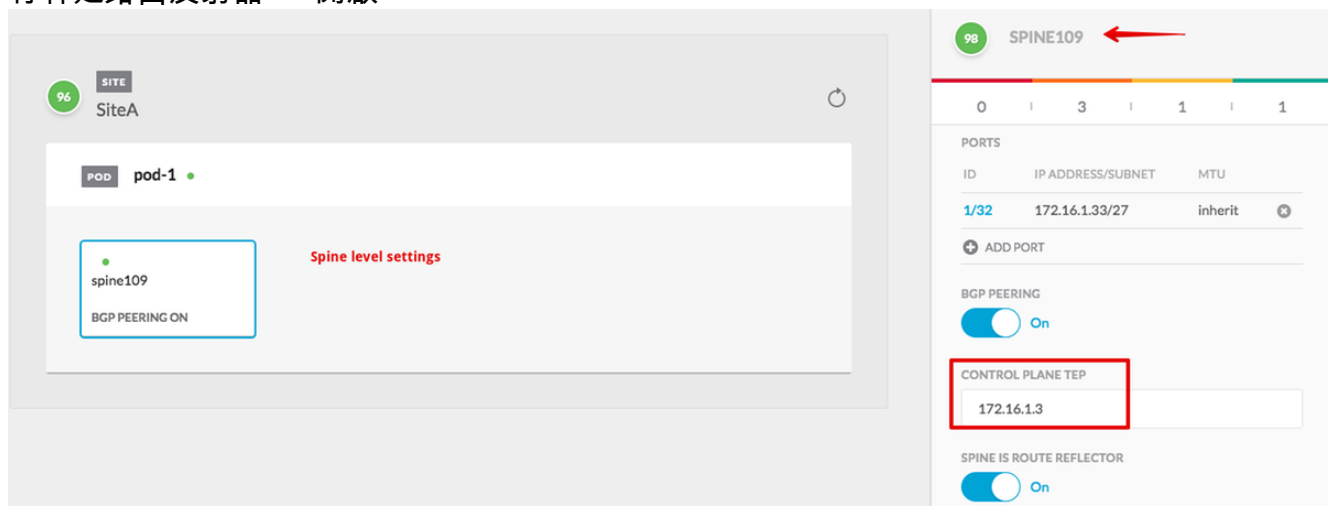 98 SPINE109
SITE
96
SiteA
0 3 1 1
PORTS
POD pod-1
ID IP ADDRESS/SUBNET MTU
1/32 172.16.1.33/27 inherit
ADD PORT
Spine level settings
spine109
BGP PEERING ON
BGP PEERING
On
CONTROL PLANE TEP
172.16.1.3
SPINE IS ROUTE REFLECTOR
On